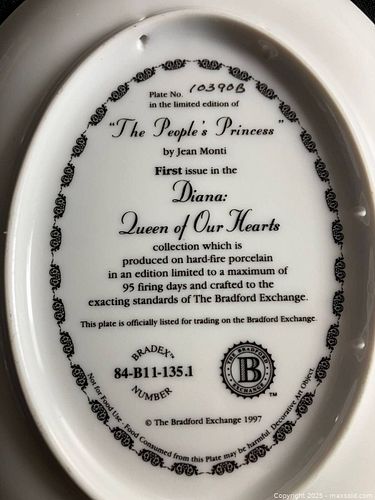 Plate No. 10390B
in the limited edition of
"The People's Princess"
by Jean Monti
First issue in the
Diana:
Queen of Our Hearts
collection which is
produced on hard-fire porcelain
in an edition limited to a maximum of
95 firing days and crafted to the
exacting standards of The Bradford Exchange.
This plate is officially listed for trading on the Bradford Exchange.
BRADEX™
84-B11-135.1
NUMBER
THE BRADFORD
B
EXCHANGE
™
© The Bradford Exchange 1997
Not for Food Use - Food Consumed from this Plate may be harmful. Decorative Art Object
Copyright 2025 - maxsold.com